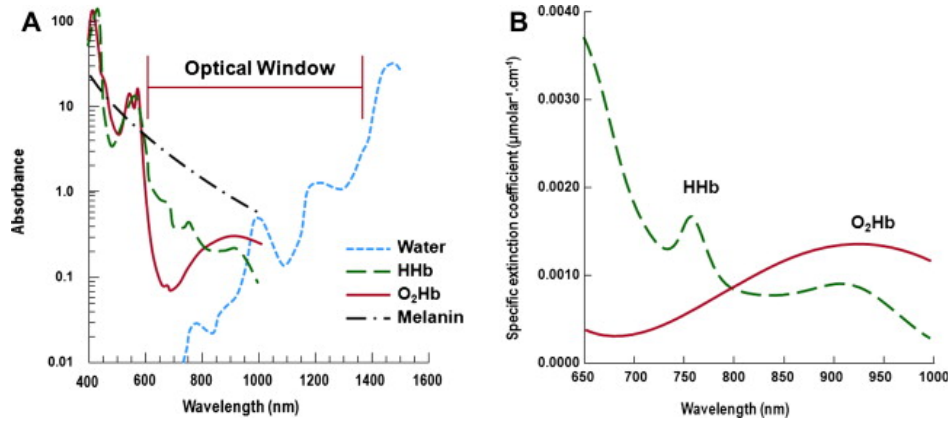 A
Absorbance
100
10
1.0
0.1
0.01
400
600
800
1000
1200
1400
1600
Wavelength (nm)
Optical Window
Water
HHb
O₂Hb
Melanin
B
Specific extinction coefficient (µmolar⁻¹.cm⁻¹)
0.0040
0.0030
0.0020
0.0010
0.0000
650
700
750
800
850
900
950
1000
Wavelength (nm)
HHb
O₂Hb